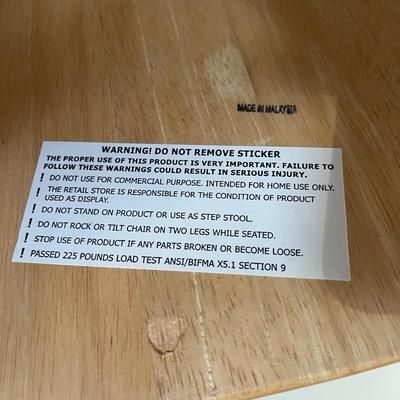 MADE IN MALAYSIA
WARNING! DO NOT REMOVE STICKER
THE PROPER USE OF THIS PRODUCT IS VERY IMPORTANT. FAILURE TO
FOLLOW THESE WARNINGS COULD RESULT IN SERIOUS INJURY.
! DO NOT USE FOR COMMERCIAL PURPOSE. INTENDED FOR HOME USE ONLY.
! THE RETAIL STORE IS RESPONSIBLE FOR THE CONDITION OF PRODUCT
USED AS DISPLAY.
! DO NOT STAND ON PRODUCT OR USE AS STEP STOOL.
! DO NOT ROCK OR TILT CHAIR ON TWO LEGS WHILE SEATED.
! STOP USE OF PRODUCT IF ANY PARTS BROKEN OR BECOME LOOSE.
! PASSED 225 POUNDS LOAD TEST ANSI/BIFMA X5.1 SECTION 9